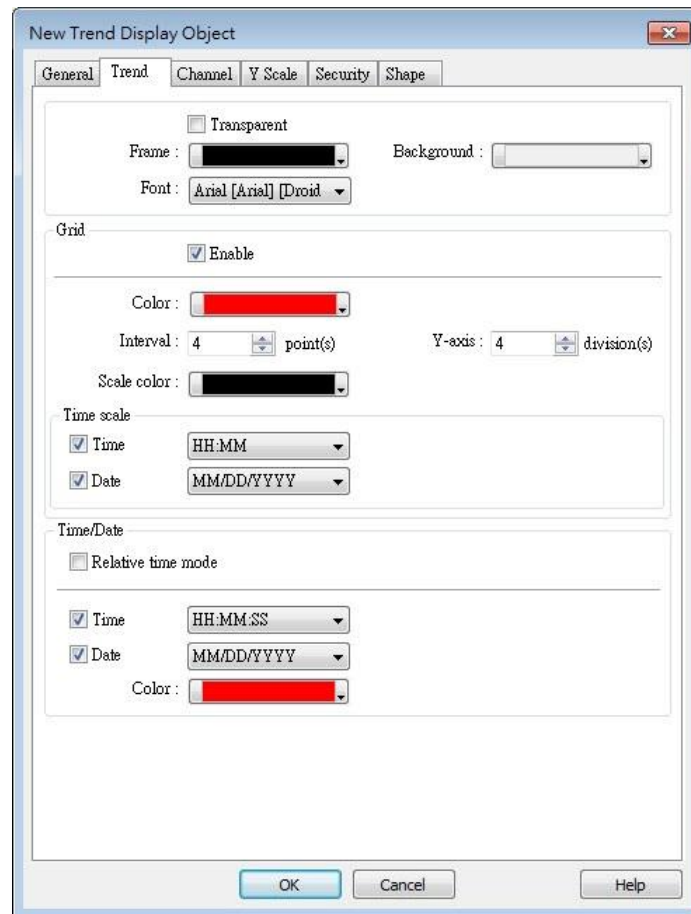 New Trend Display Object
General Trend Channel Y Scale Security Shape
Transparent
Frame : Background :
Font : Arial [Arial] [Droid
Grid
Enable
Color :
Interval : 4 point(s) Y-axis : 4 division(s)
Scale color :
Time scale
Time HH:MM
Date MM/DD/YYYY
Time/Date
Relative time mode
Time HH:MM:SS
Date MM/DD/YYYY
Color :
OK Cancel Help